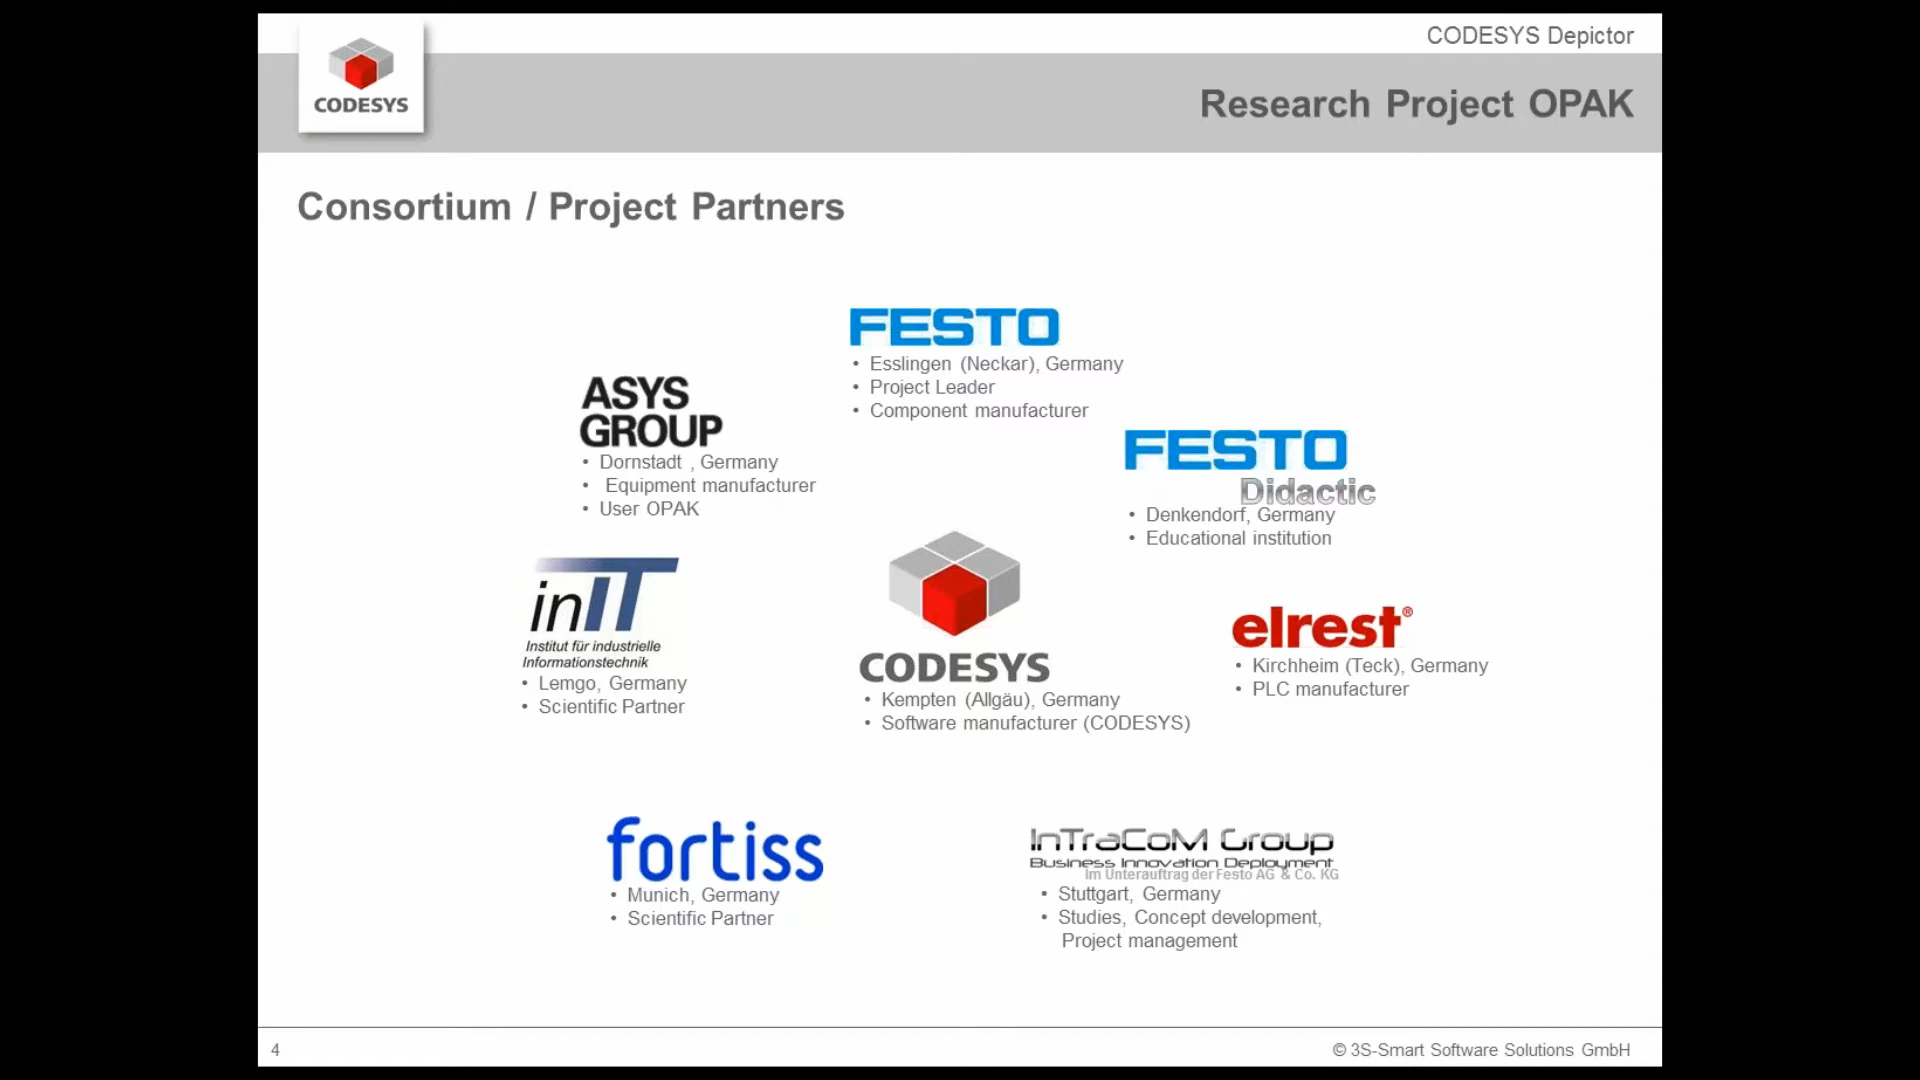 CODESYS Depictor
CODESYS
Research Project OPAK
Consortium / Project Partners
FESTO
• Esslingen (Neckar), Germany
• Project Leader
• Component manufacturer
ASYS
GROUP
• Dornstadt , Germany
• Equipment manufacturer
• User OPAK
FESTO
Didactic
• Denkendorf, Germany
• Educational institution
inIT
Institut für industrielle
Informationstechnik
• Lemgo, Germany
• Scientific Partner
CODESYS
• Kempten (Allgäu), Germany
• Software manufacturer (CODESYS)
elrest®
• Kirchheim (Teck), Germany
• PLC manufacturer
fortiss
• Munich, Germany
• Scientific Partner
InTraCoM Group
Business Innovation Deployment
Im Unterauftrag der Festo AG & Co. KG
• Stuttgart, Germany
• Studies, Concept development,
Project management
4
© 3S-Smart Software Solutions GmbH